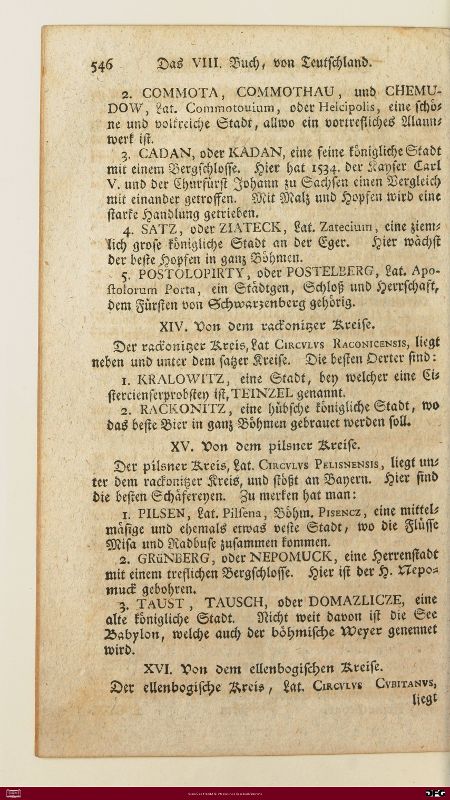 546 Das VIII. Buch, von Teutschland.
2. COMMOTA, COMMOTHAU, und CHEMU-
DOW, Lat. Commotouium, oder Helcipolis, eine schö-
ne und volkreiche Stadt, allwo ein vortrefliches Alaun-
werk ist.
3. CADAN, oder KADAN, eine feine königliche Stadt
mit einem Bergschlosse. Hier hat 1534. der Kayser Carl
V. und der Churfürst Johann zu Sachsen einen Vergleich
mit einander getroffen. Mit Malz und Hopfen wird eine
starke Handlung getrieben.
4. SATZ, oder ZIATECK, Lat. Zatecium, eine ziem-
lich grose königliche Stadt an der Eger. Hier wächst
der beste Hopfen in ganz Böhmen.
5. POSTOLOPIRTY, oder POSTELBERG, Lat. Apo-
stolorum Porta, ein Städtgen, Schloß und Herrschaft,
dem Fürsten von Schwarzenberg gehörig.
XIV. Von dem rackonitzer Kreise.
Der rackonitzer Kreis, Lat CIRCVLVS RACONICENSIS, liegt
neben und unter dem satzer Kreise. Die besten Oerter sind:
1. KRALOWITZ, eine Stadt, bey welcher eine Ci-
stercienserprobstey ist, TEINZEL genannt.
2. RACKONITZ, eine hübsche königliche Stadt, wo
das beste Bier in ganz Böhmen gebrauet werden soll.
XV. Von dem pilsner Kreise.
Der pilsner Kreis, Lat. CIRCVLVS PELISNENSIS, liegt un-
ter dem rackonitzer Kreis, und stößt an Bayern. Hier sind
die besten Schäfereyen. Zu merken hat man:
1. PILSEN, Lat. Pilsena, Böhm. PISENCZ, eine mittel-
mäsige und ehemals etwas veste Stadt, wo die Flüsse
Misa und Radbuse zusammen kommen.
2. GRüNBERG, oder NEPOMUCK, eine Herrenstadt
mit einem treflichen Bergschlosse. Hier ist der H. Nepo-
muck gebohren.
3. TAUST, TAUSCH, oder DOMAZLICZE, eine
alte königliche Stadt. Nicht weit davon ist die See
Babylon, welche auch der böhmische Weyer genennet
wird.
XVI. Von dem ellenbogischen Kreise.
Der ellenbogische Kreis, Lat. CIRCVLVS CVBITANVS,
liegt
DFG